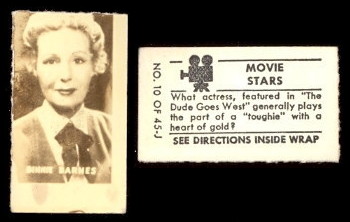 BINNIE BARNES
NO. 10 OF 45-J
MOVIE
STARS
What actress, featured in "The
Dude Goes West" generally plays
the part of a "toughie" with a
heart of gold?
SEE DIRECTIONS INSIDE WRAP